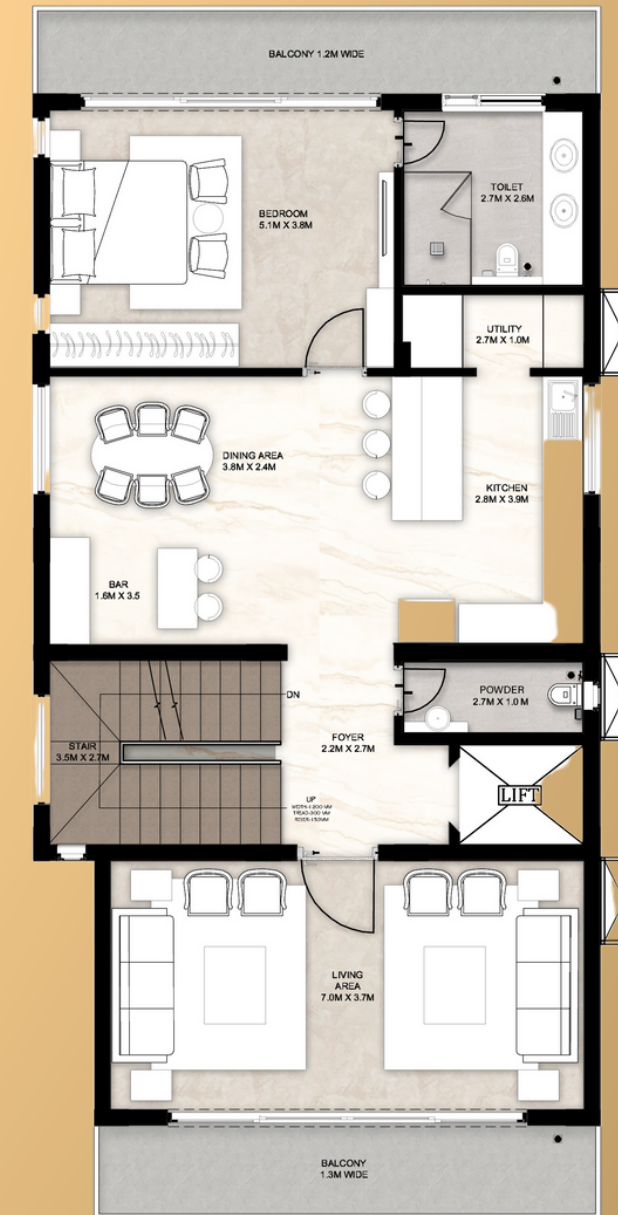 BALCONY 1.2M WIDE
TOILET
2.7M X 2.6M
BEDROOM
5.1M X 3.8M
UTILITY
2.7M X 1.0M
DINING AREA
3.8M X 2.4M
KITCHEN
2.8M X 3.9M
BAR
1.6M X 3.5
DN
POWDER
2.7M X 1.0 M
FOYER
2.2M X 2.7M
STAIR
3.5M X 2.7M
LIFT
UP
LIVING
AREA
7.0M X 3.7M
BALCONY
1.3M WIDE